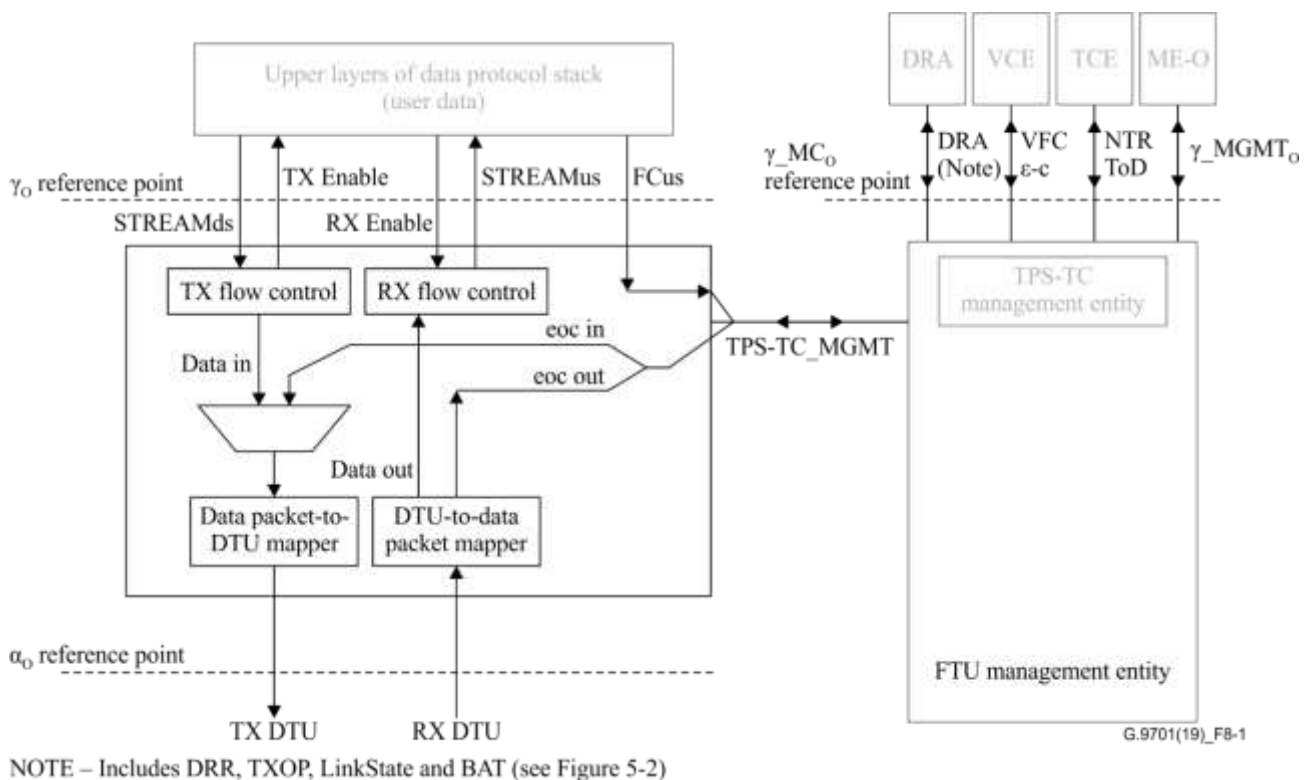 Upper layers of data protocol stack
(user data)
DRA
VCE
TCE
ME-O
γ_MC₀
reference point
DRA
(Note)
VFC
ε-c
NTR
ToD
γ_MGMT₀
γ₀ reference point
TX Enable
STREAMus
FCus
STREAMds
RX Enable
TX flow control
RX flow control
TPS-TC
management entity
eoc in
TPS-TC_MGMT
Data in
eoc out
Data out
Data packet-to-
DTU mapper
DTU-to-data
packet mapper
α₀ reference point
FTU management entity
TX DTU
RX DTU
G.9701(19)_F8-1
NOTE – Includes DRR, TXOP, LinkState and BAT (see Figure 5-2)